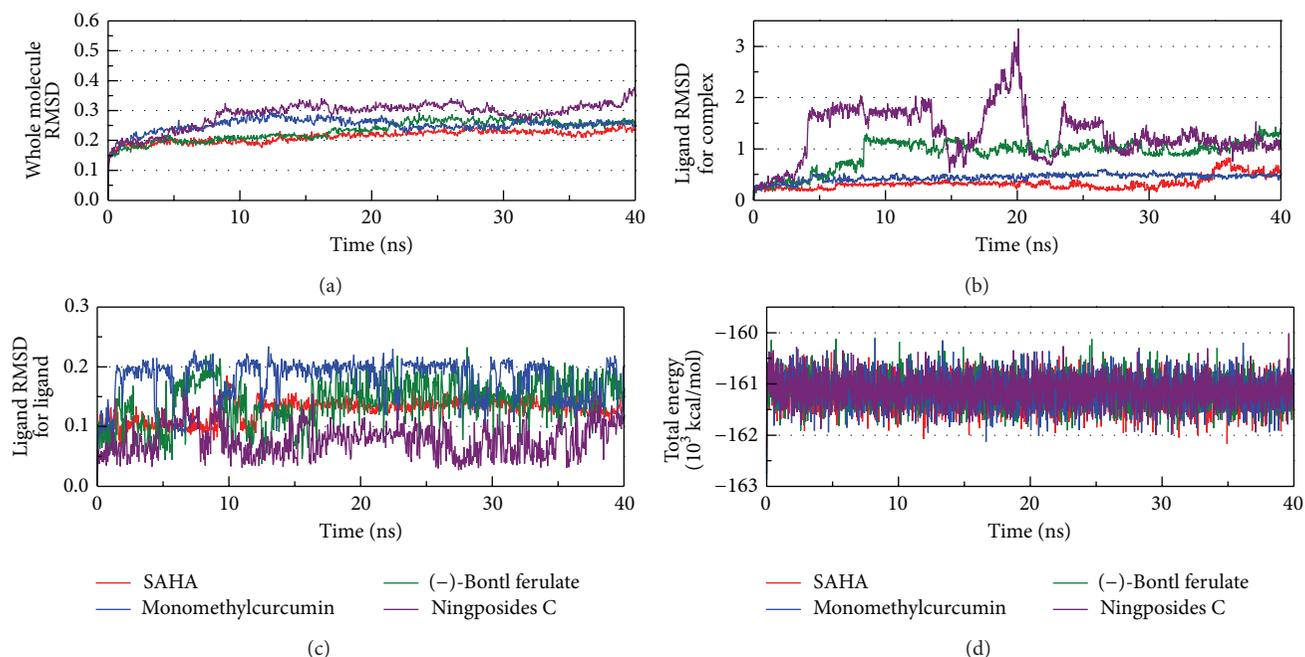 0.6
0.5
0.4
0.3
0.2
0.1
0.0
Whole molecule
RMSD
0
10
20
30
40
Time (ns)
(a)
3
2
1
0
Ligand RMSD
for complex
0
10
20
30
40
Time (ns)
(b)
0.3
0.2
0.1
0.0
Ligand RMSD
for ligand
0
10
20
30
40
Time (ns)
SAHA
Monomethylcurcumin
(−)-Bontl ferulate
Ningposides C
(c)
−160
−161
−162
−163
Total energy
(10³ kcal/mol)
0
10
20
30
40
Time (ns)
SAHA
Monomethylcurcumin
(−)-Bontl ferulate
Ningposides C
(d)